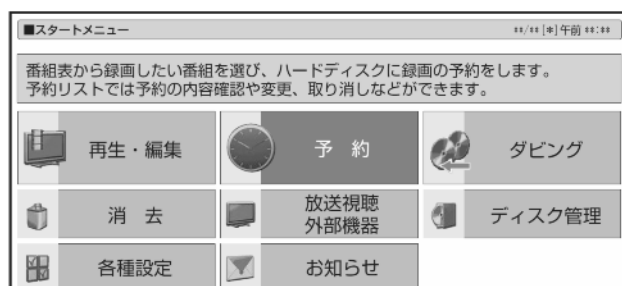 ■スタートメニュー
**/**[*]午前**:**
番組表から録画したい番組を選び、ハードディスクに録画の予約をします。
予約リストでは予約の内容確認や変更、取り消しなどができます。
再生・編集
予 約
ダビング
消 去
放送視聴
外部機器
ディスク管理
各種設定
お知らせ